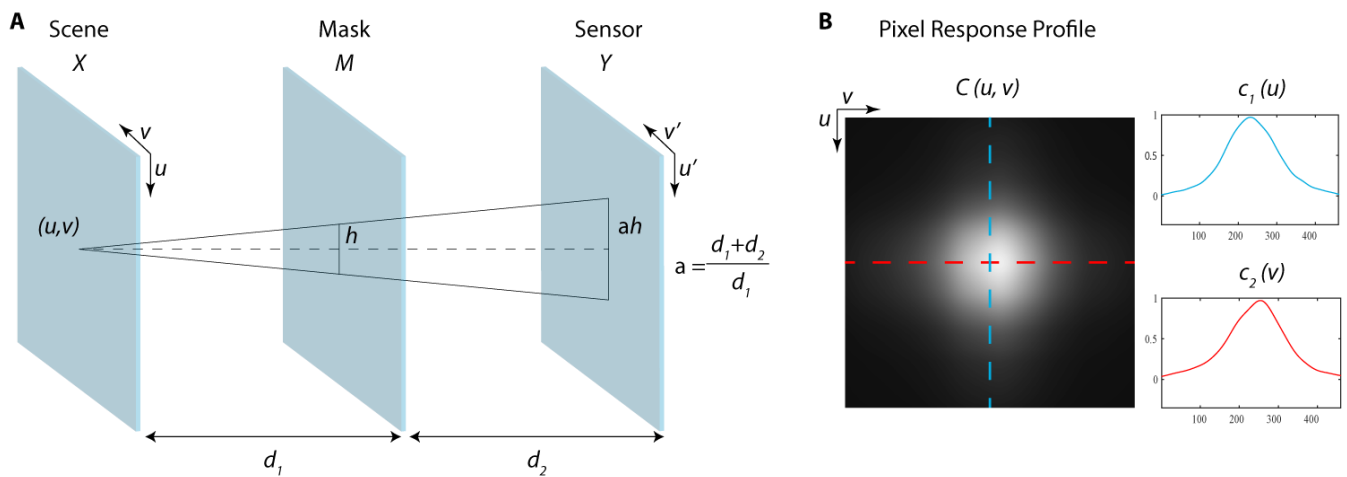 A
Scene
X
Mask
M
Sensor
Y
v
u
v'
u'
(u,v)
h
ah
a = d₁+d₂
d₁
d₁
d₂
B
Pixel Response Profile
C (u, v)
v
u
c₁ (u)
1
0.5
0
100 200 300 400
c₂ (v)
1
0.5
0
100 200 300 400